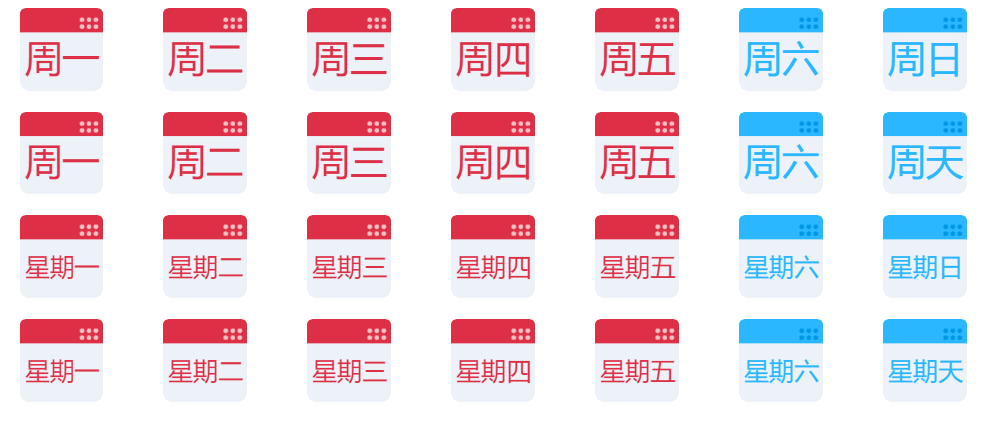 周一 周二 周三 周四 周五 周六 周日
周一 周二 周三 周四 周五 周六 周天
星期一 星期二 星期三 星期四 星期五 星期六 星期日
星期一 星期二 星期三 星期四 星期五 星期六 星期天